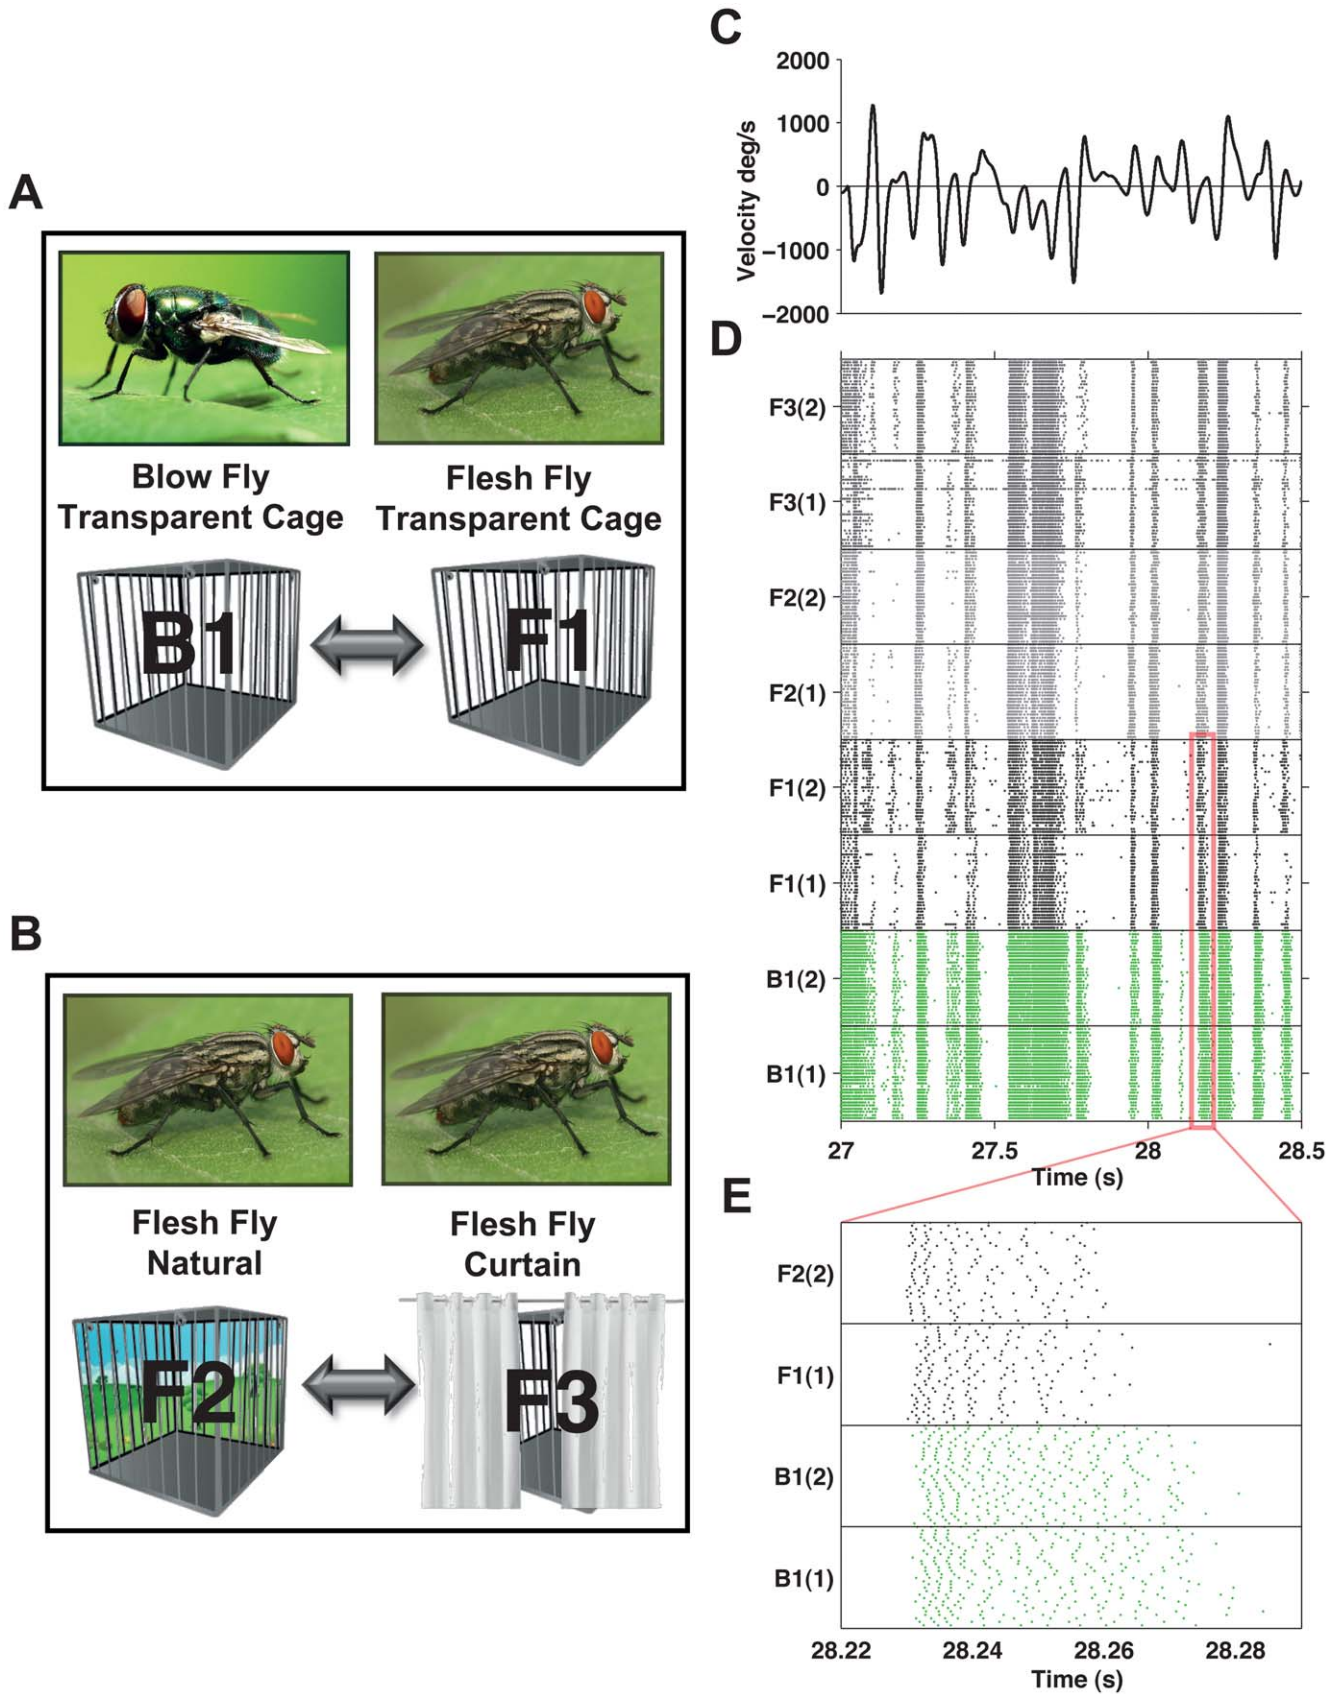 A
Blow Fly
Transparent Cage
Flesh Fly
Transparent Cage
B1
F1
B
Flesh Fly
Natural
Flesh Fly
Curtain
F2
F3
C
2000
1000
0
−1000
−2000
Velocity deg/s
D
F3(2)
F3(1)
F2(2)
F2(1)
F1(2)
F1(1)
B1(2)
B1(1)
27
27.5
28
28.5
Time (s)
E
F2(2)
F1(1)
B1(2)
B1(1)
28.22
28.24
28.26
28.28
Time (s)